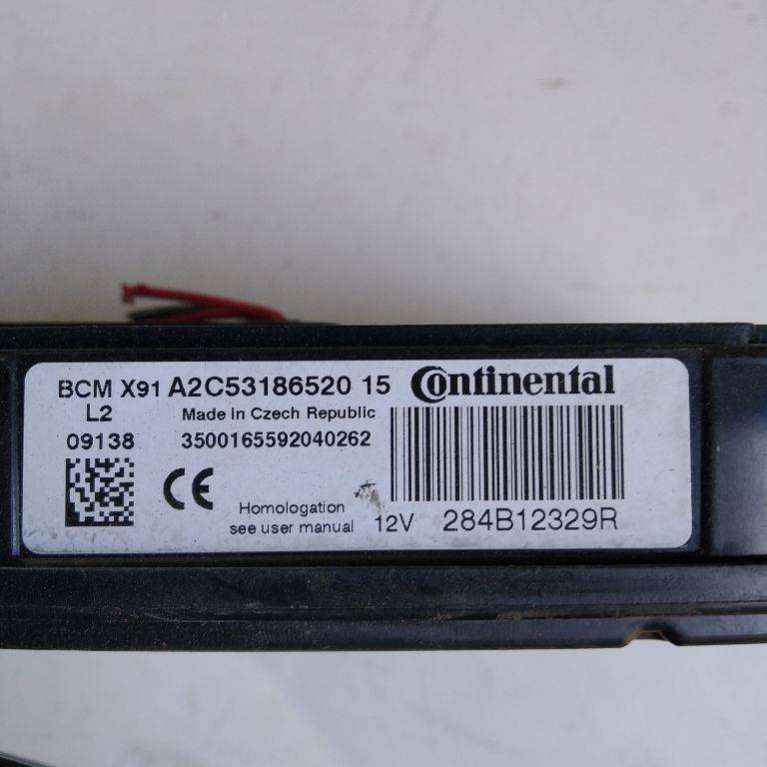 BCM X91 A2C53186520 15 Continental
L2 Made in Czech Republic
09138 3500165592040262
CE
Homologation
see user manual 12V 284B12329R